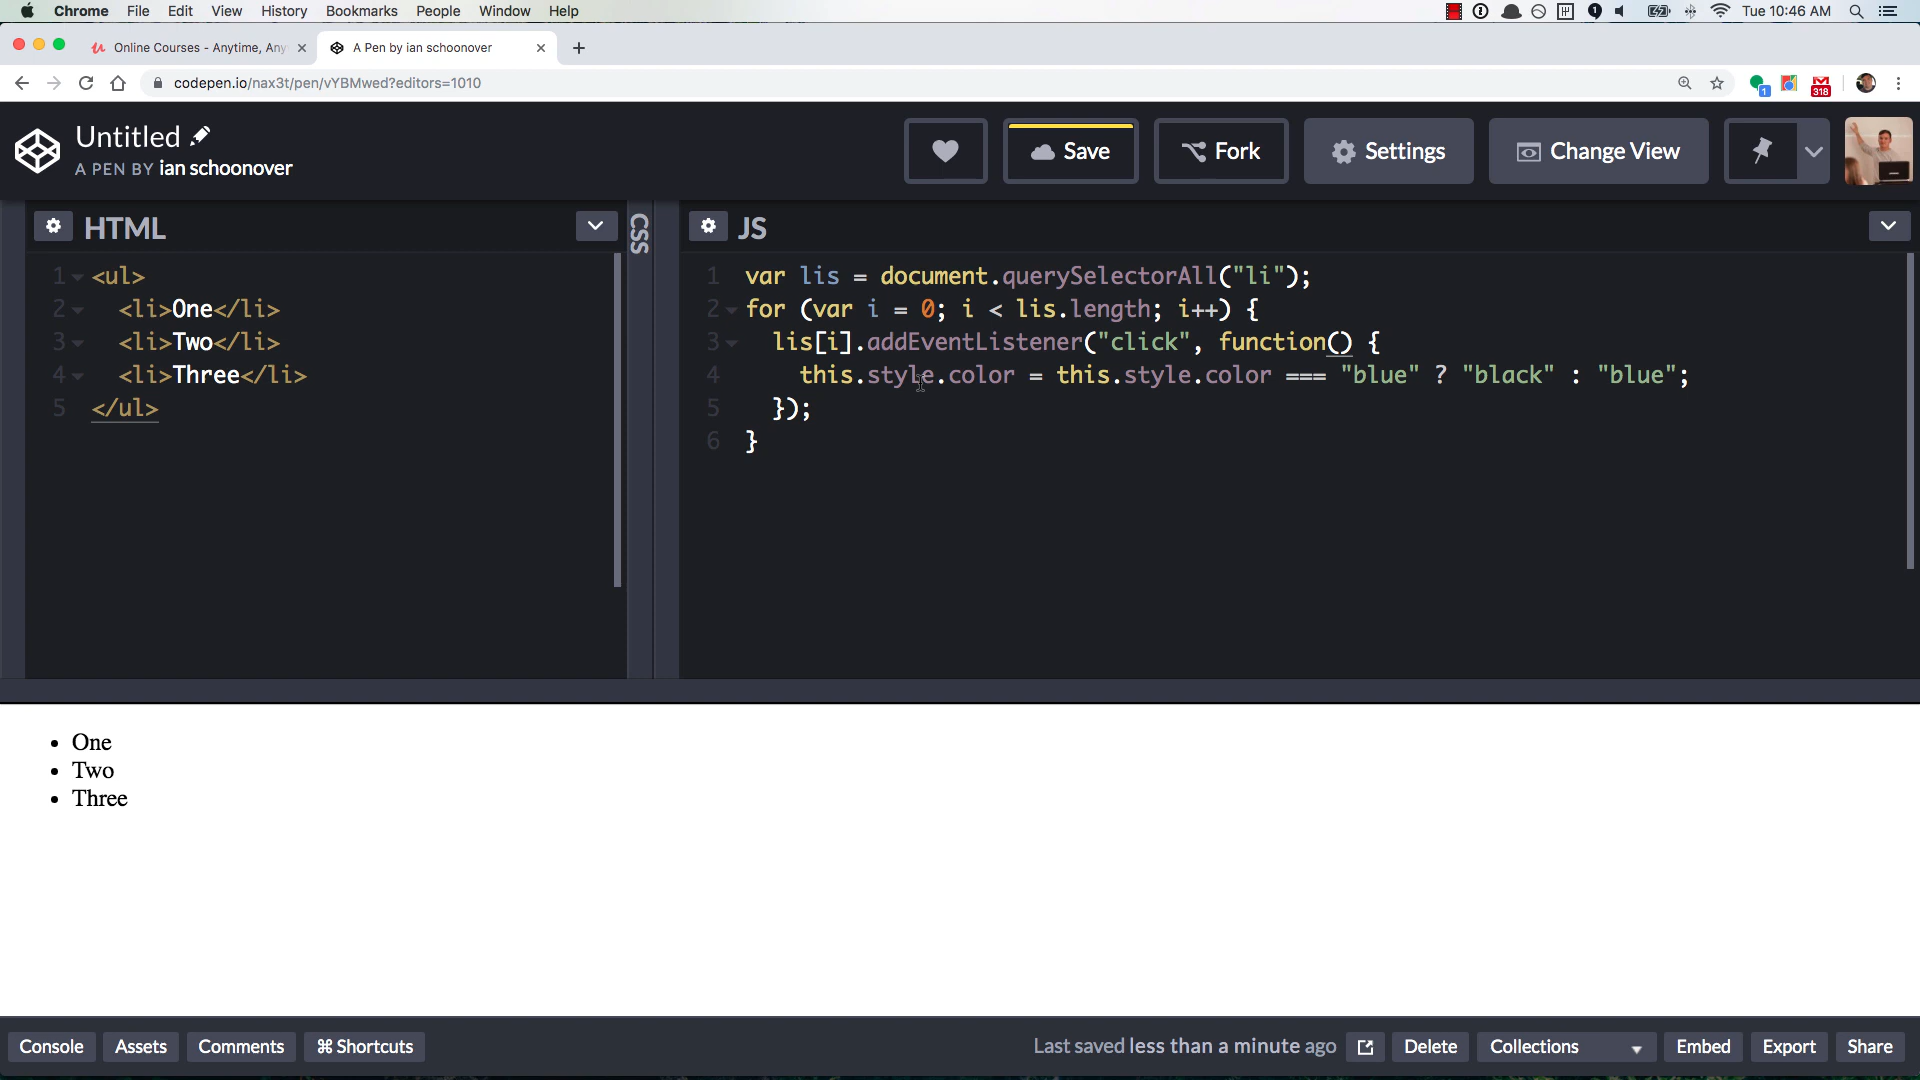 Chrome File Edit View History Bookmarks People Window Help Tue 10:46 AM
Online Courses - Anytime, Any
A Pen by ian schoonover
codepen.io/nax3t/pen/vYBMwed?editors=1010
1
318
Untitled
A PEN BY ian schoonover
Save
Fork
Settings
Change View
HTML
CSS
JS
1 <ul>
2 <li>One</li>
3 <li>Two</li>
4 <li>Three</li>
5 </ul>
1 var lis = document.querySelectorAll("li");
2 for (var i = 0; i < lis.length; i++) {
3 lis[i].addEventListener("click", function() {
4 this.style.color = this.style.color === "blue" ? "black" : "blue";
5 });
6 }
• One
• Two
• Three
Console Assets Comments ⌘ Shortcuts Last saved less than a minute ago Delete Collections Embed Export Share